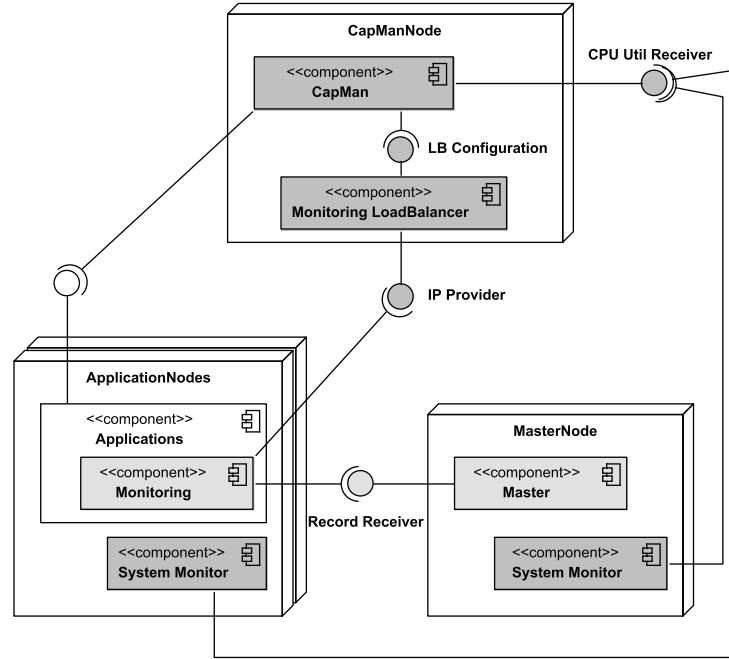 CapManNode
CPU Util Receiver
<<component>>
CapMan
LB Configuration
<<component>>
Monitoring LoadBalancer
IP Provider
ApplicationNodes
<<component>>
Applications
<<component>>
Monitoring
Record Receiver
MasterNode
<<component>>
Master
<<component>>
System Monitor
<<component>>
System Monitor